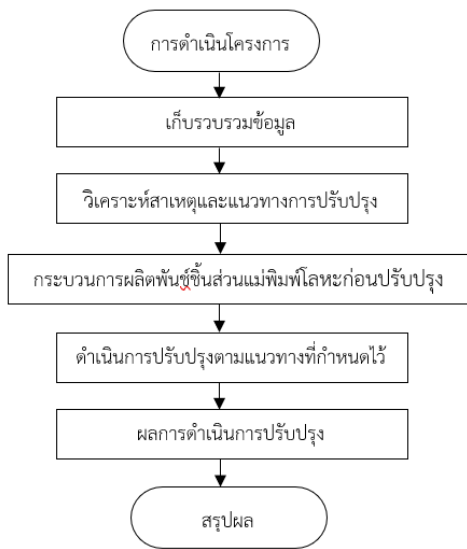 การดำเนินโครงการ
เก็บรวบรวมข้อมูล
วิเคราะห์สาเหตุและแนวทางการปรับปรุง
กระบวนการผลิตพันช์ชิ้นส่วนแม่พิมพ์โลหะก่อนปรับปรุง
ดำเนินการปรับปรุงตามแนวทางที่กำหนดไว้
ผลการดำเนินการปรับปรุง
สรุปผล